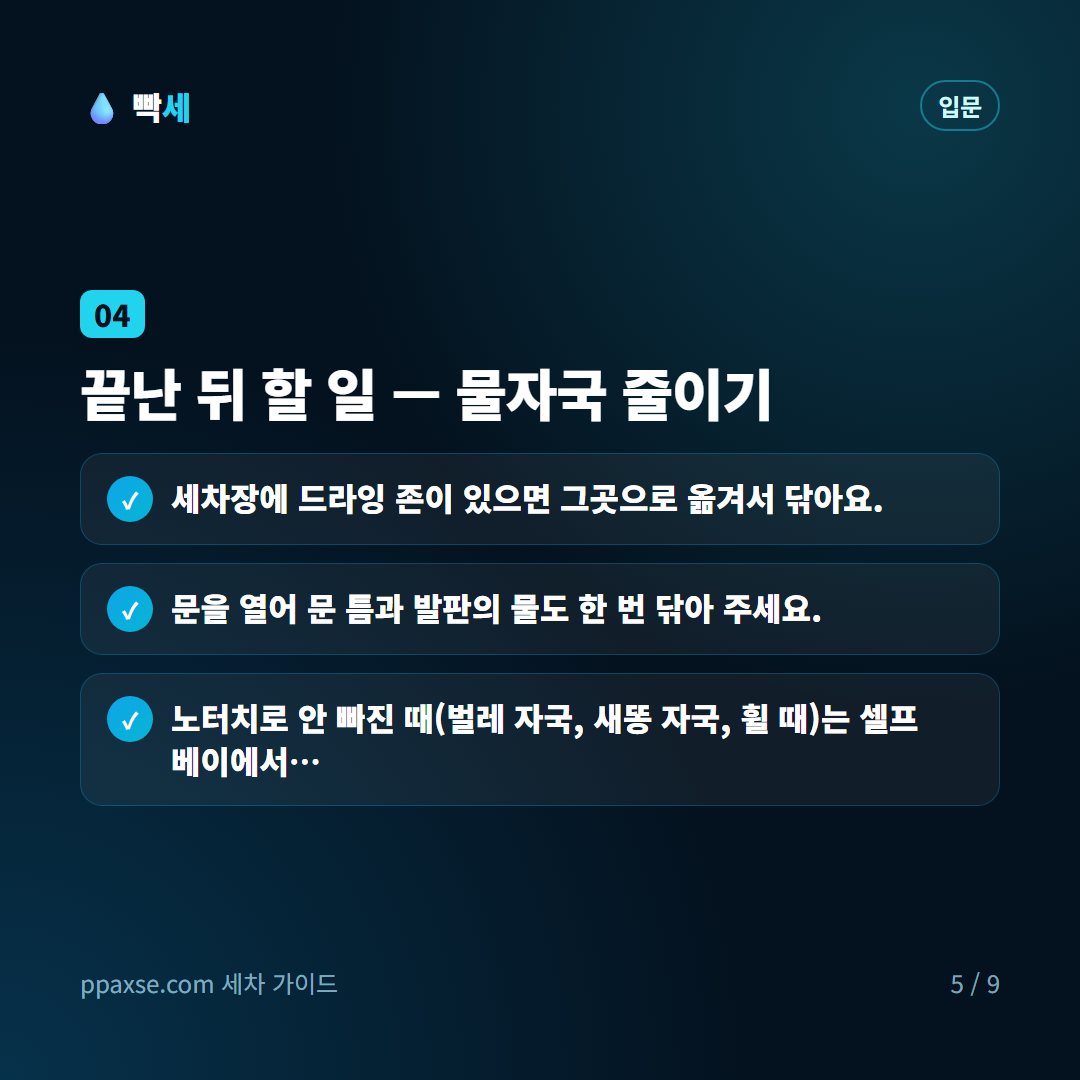 빡세
입문
04
끝난 뒤 할 일 — 물자국 줄이기
세차장에 드라잉 존이 있으면 그곳으로 옮겨서 닦아요.
문을 열어 문 틈과 발판의 물도 한 번 닦아 주세요.
노터치로 안 빠진 때(벌레 자국, 새똥 자국, 휠 때)는 셀프
베이에서…
ppaxse.com 세차 가이드
5 / 9